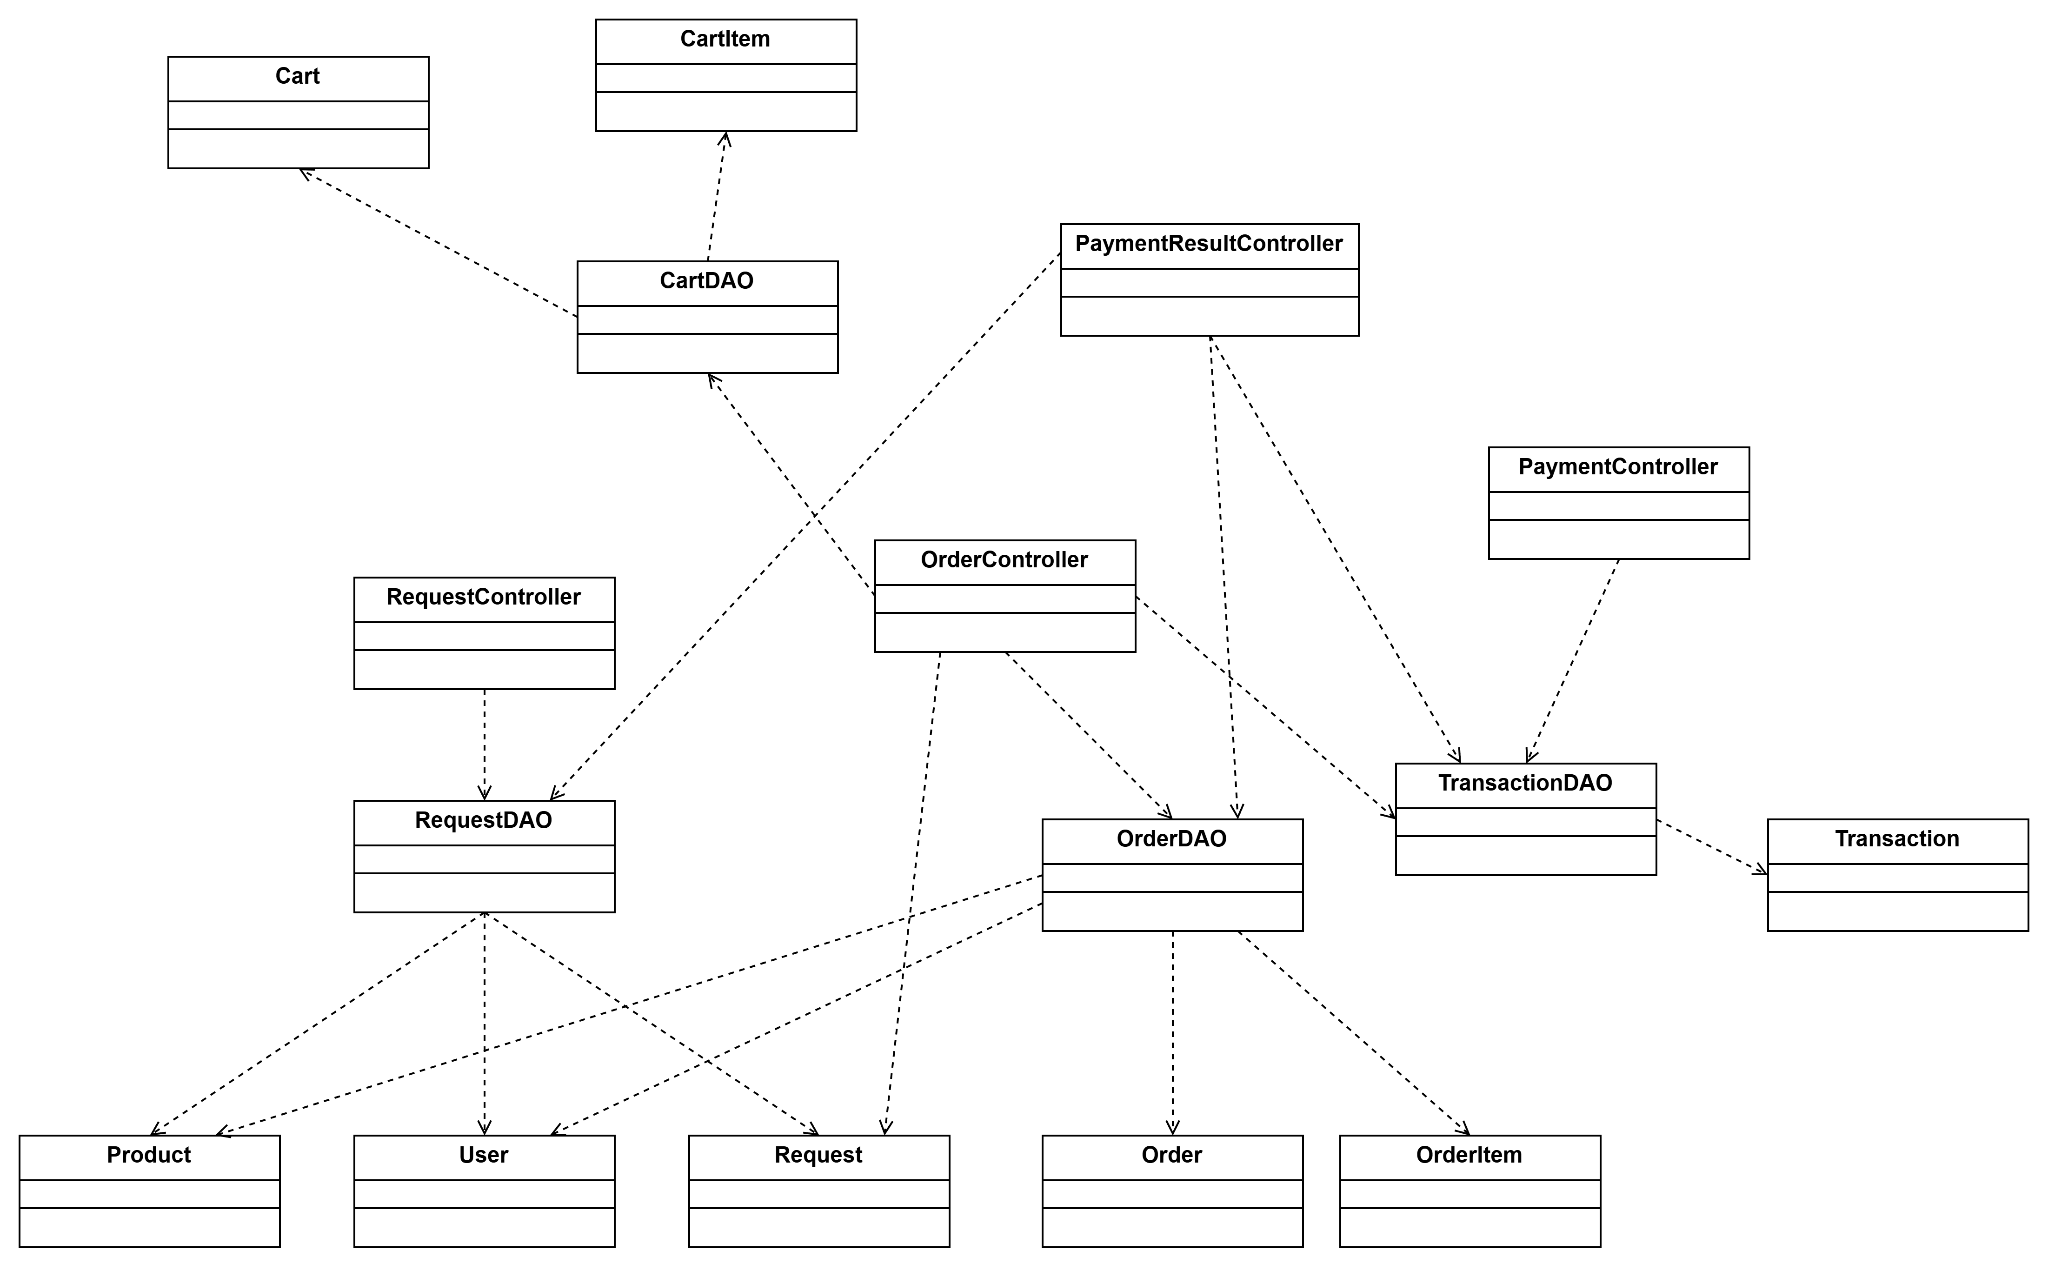 CartItem
Cart
PaymentResultController
CartDAO
PaymentController
OrderController
RequestController
TransactionDAO
RequestDAO
OrderDAO
Transaction
Product
User
Request
Order
OrderItem